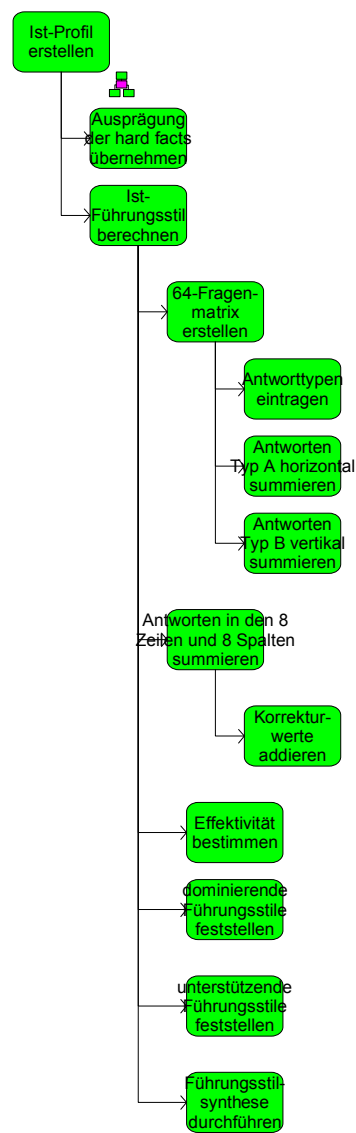 Ist-Profil
erstellen
Ausprägung
der hard facts
übernehmen
Ist-
Führungsstil
berechnen
64-Fragen-
matrix
erstellen
Antworttypen
eintragen
Antworten
Typ A horizontal
summieren
Antworten
Typ B vertikal
summieren
Antworten in den 8
Zeilen und 8 Spalten
summieren
Korrektur-
werte
addieren
Effektivität
bestimmen
dominierende
Führungsstile
feststellen
unterstützende
Führungsstile
feststellen
Führungsstil-
synthese
durchführen